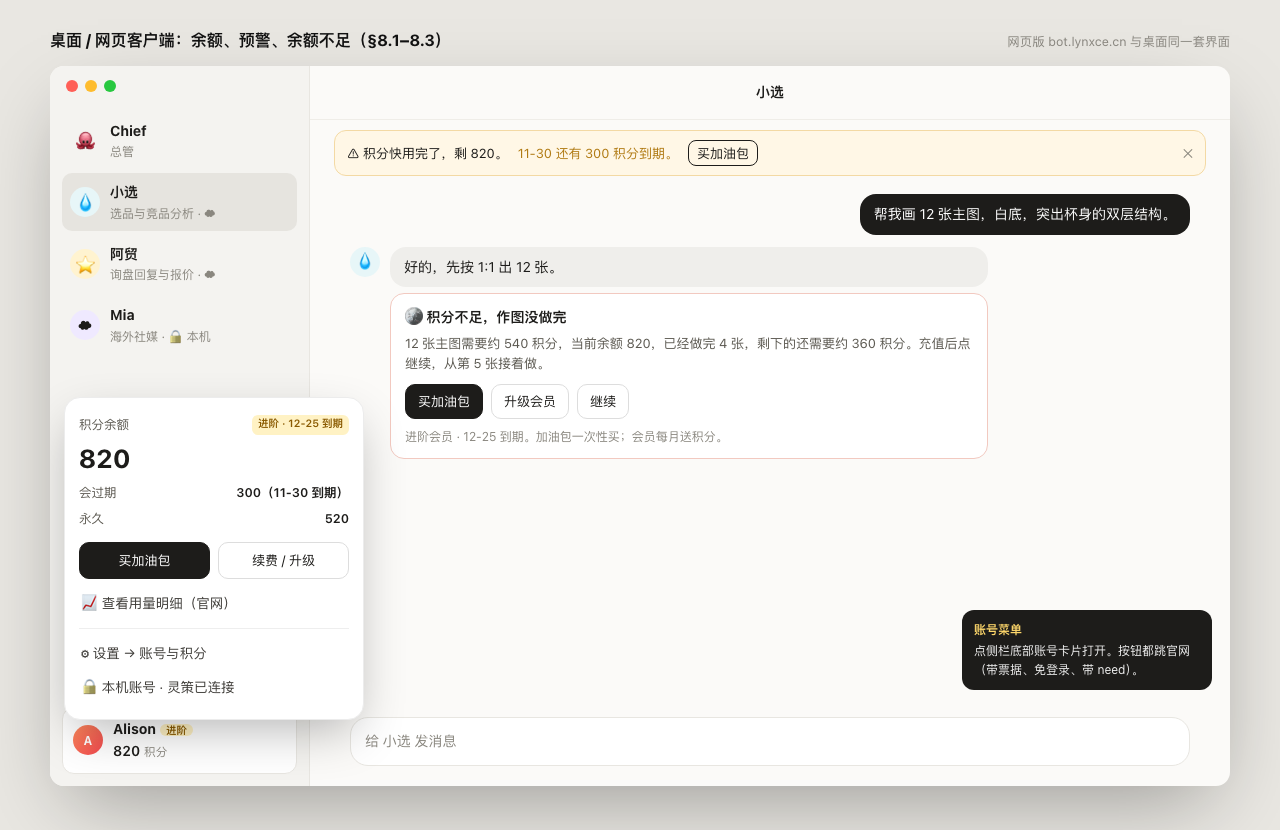 桌面 / 网页客户端：余额、预警、余额不足（§8.1–8.3）
网页版 bot.lynxce.cn 与桌面同一套界面
Chief
总管
小选
选品与竞品分析 ·
阿贸
询盘回复与报价 ·
Mia
海外社媒 · 🔒 本机
小选
⚠ 积分快用完了，剩 820。 11-30 还有 300 积分到期。 买加油包 ×
帮我画 12 张主图，白底，突出杯身的双层结构。
好的，先按 1:1 出 12 张。
积分不足，作图没做完
12 张主图需要约 540 积分，当前余额 820，已经做完 4 张，剩下的还需要约 360 积分。充值后点
继续，从第 5 张接着做。
买加油包 升级会员 继续
进阶会员 · 12-25 到期。加油包一次性买；会员每月送积分。
积分余额 进阶 · 12-25 到期
820
会过期 300（11-30 到期）
永久 520
买加油包 续费 / 升级
📈 查看用量明细（官网）
⚙ 设置 → 账号与积分
🔒 本机账号 · 灵策已连接
A
Alison 进阶
820 积分
账号菜单
点侧栏底部账号卡片打开。按钮都跳官网
（带票据、免登录、带 need）。
给 小选 发消息